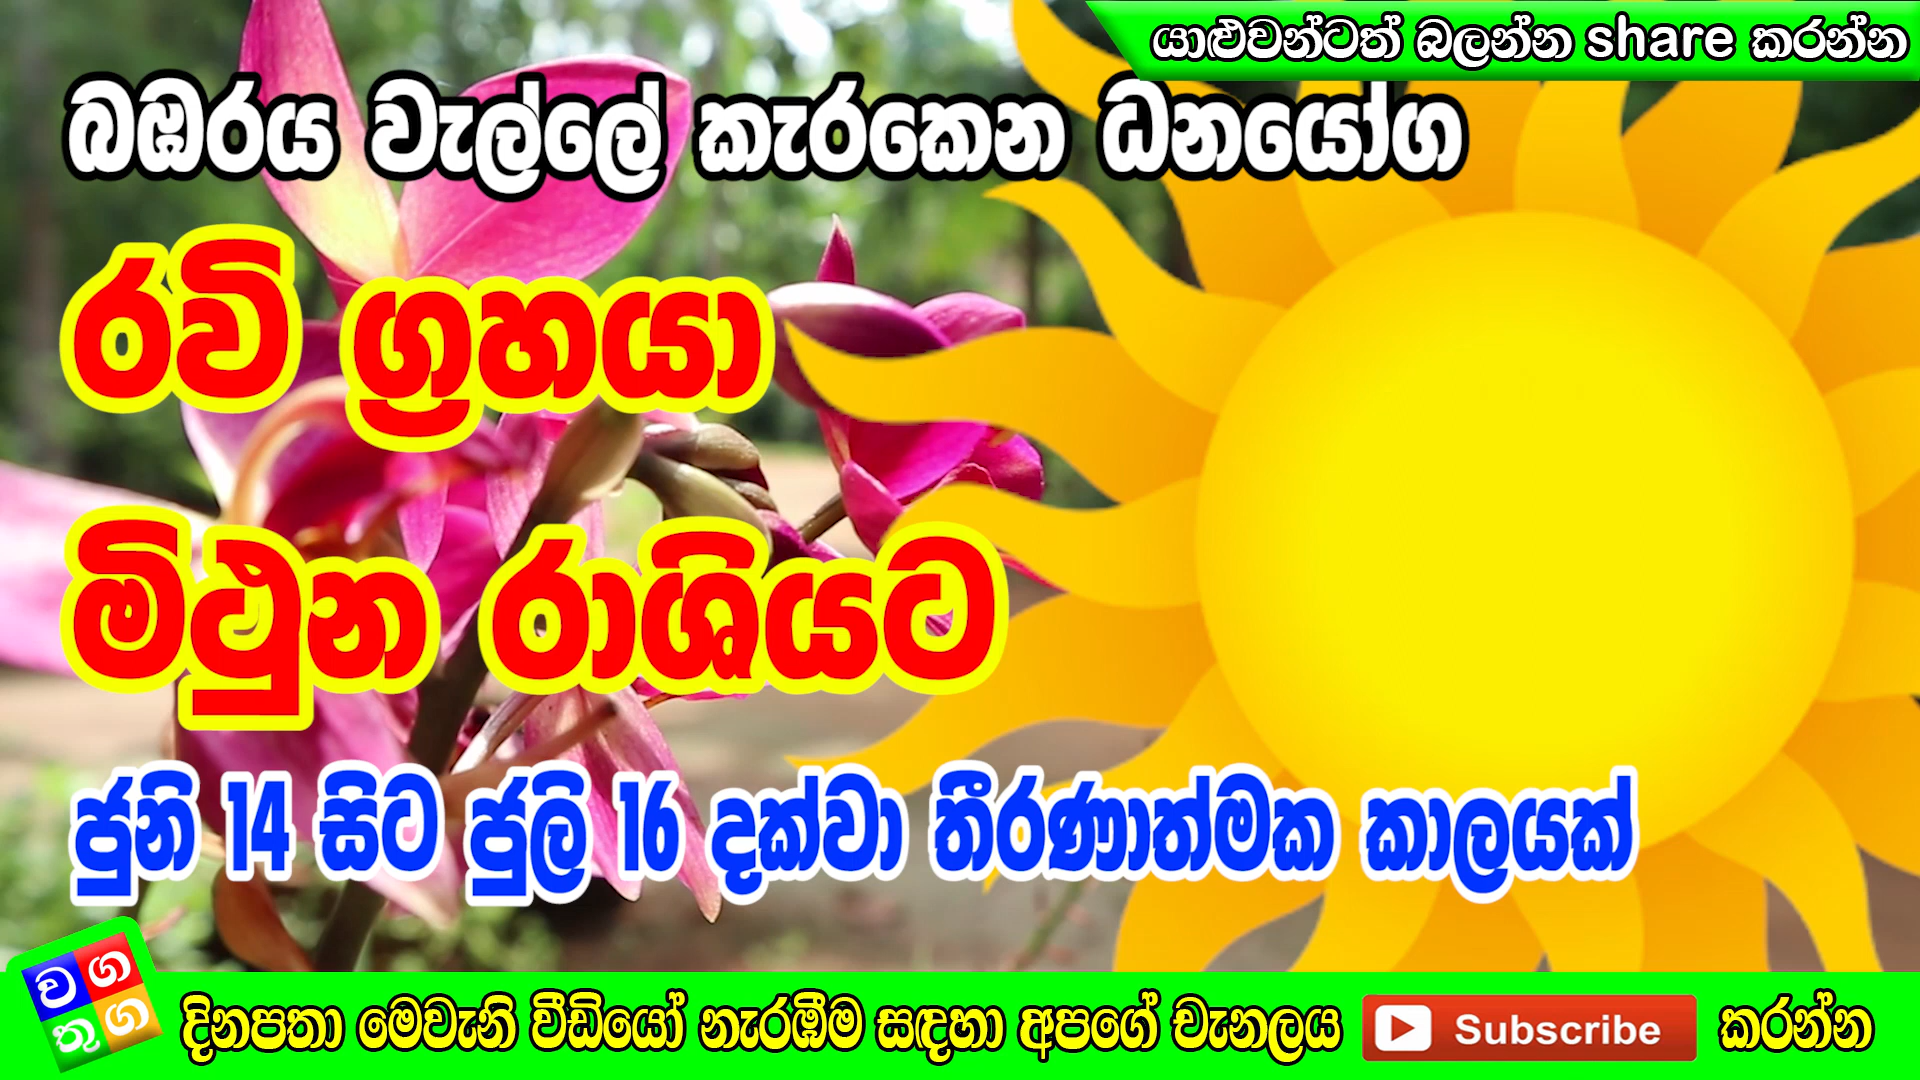 යාළුවන්ටත් බලන්න share කරන්න
බඹරය වැල්ලේ කැරකෙන ධනයෝග
රවි ග්‍රහයා
මිථුන රාශියට
ජුනි 14 සිට ජුලි 16 දක්වා තීරණාත්මක කාලයක්
ව ග
තු ග
දිනපතා මෙවැනි වීඩියෝ නැරඹීම සඳහා අපගේ චැනලය Subscribe කරන්න